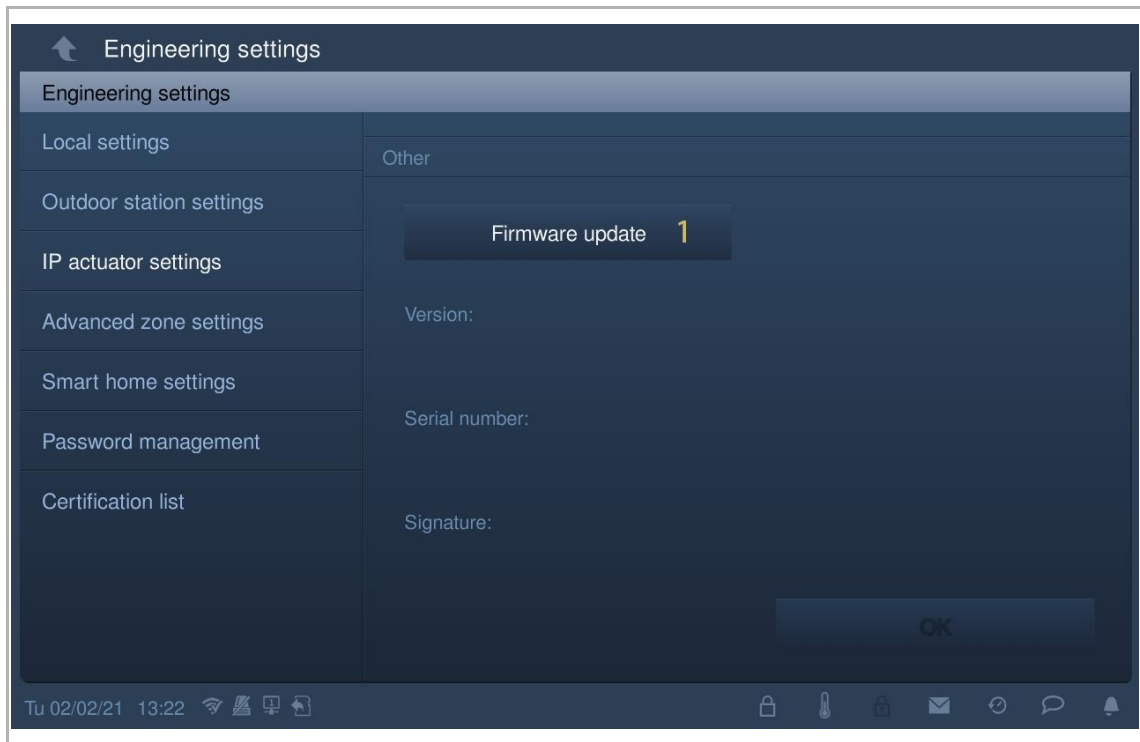 Engineering settings
Engineering settings
Local settings
Other
Outdoor station settings
Firmware update 1
IP actuator settings
Version:
Advanced zone settings
Smart home settings
Serial number:
Password management
Certification list
Signature:
OK
Tu 02/02/21 13:22